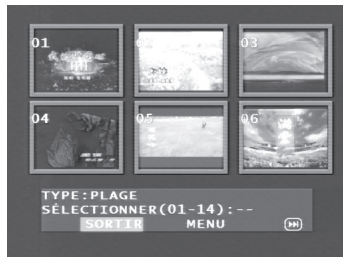 01
03
04
05
06
TYPE:PLAGE
SÉLECTIONNER(01-14):--
SORTIR MENU